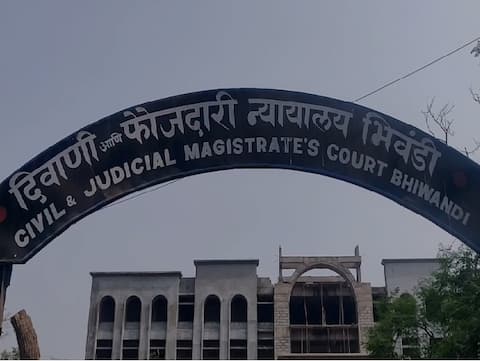 दिवाणी आणि फौजदारी न्यायालय भिवंडी
CIVIL & JUDICIAL MAGISTRATE'S COURT BHIWANDI